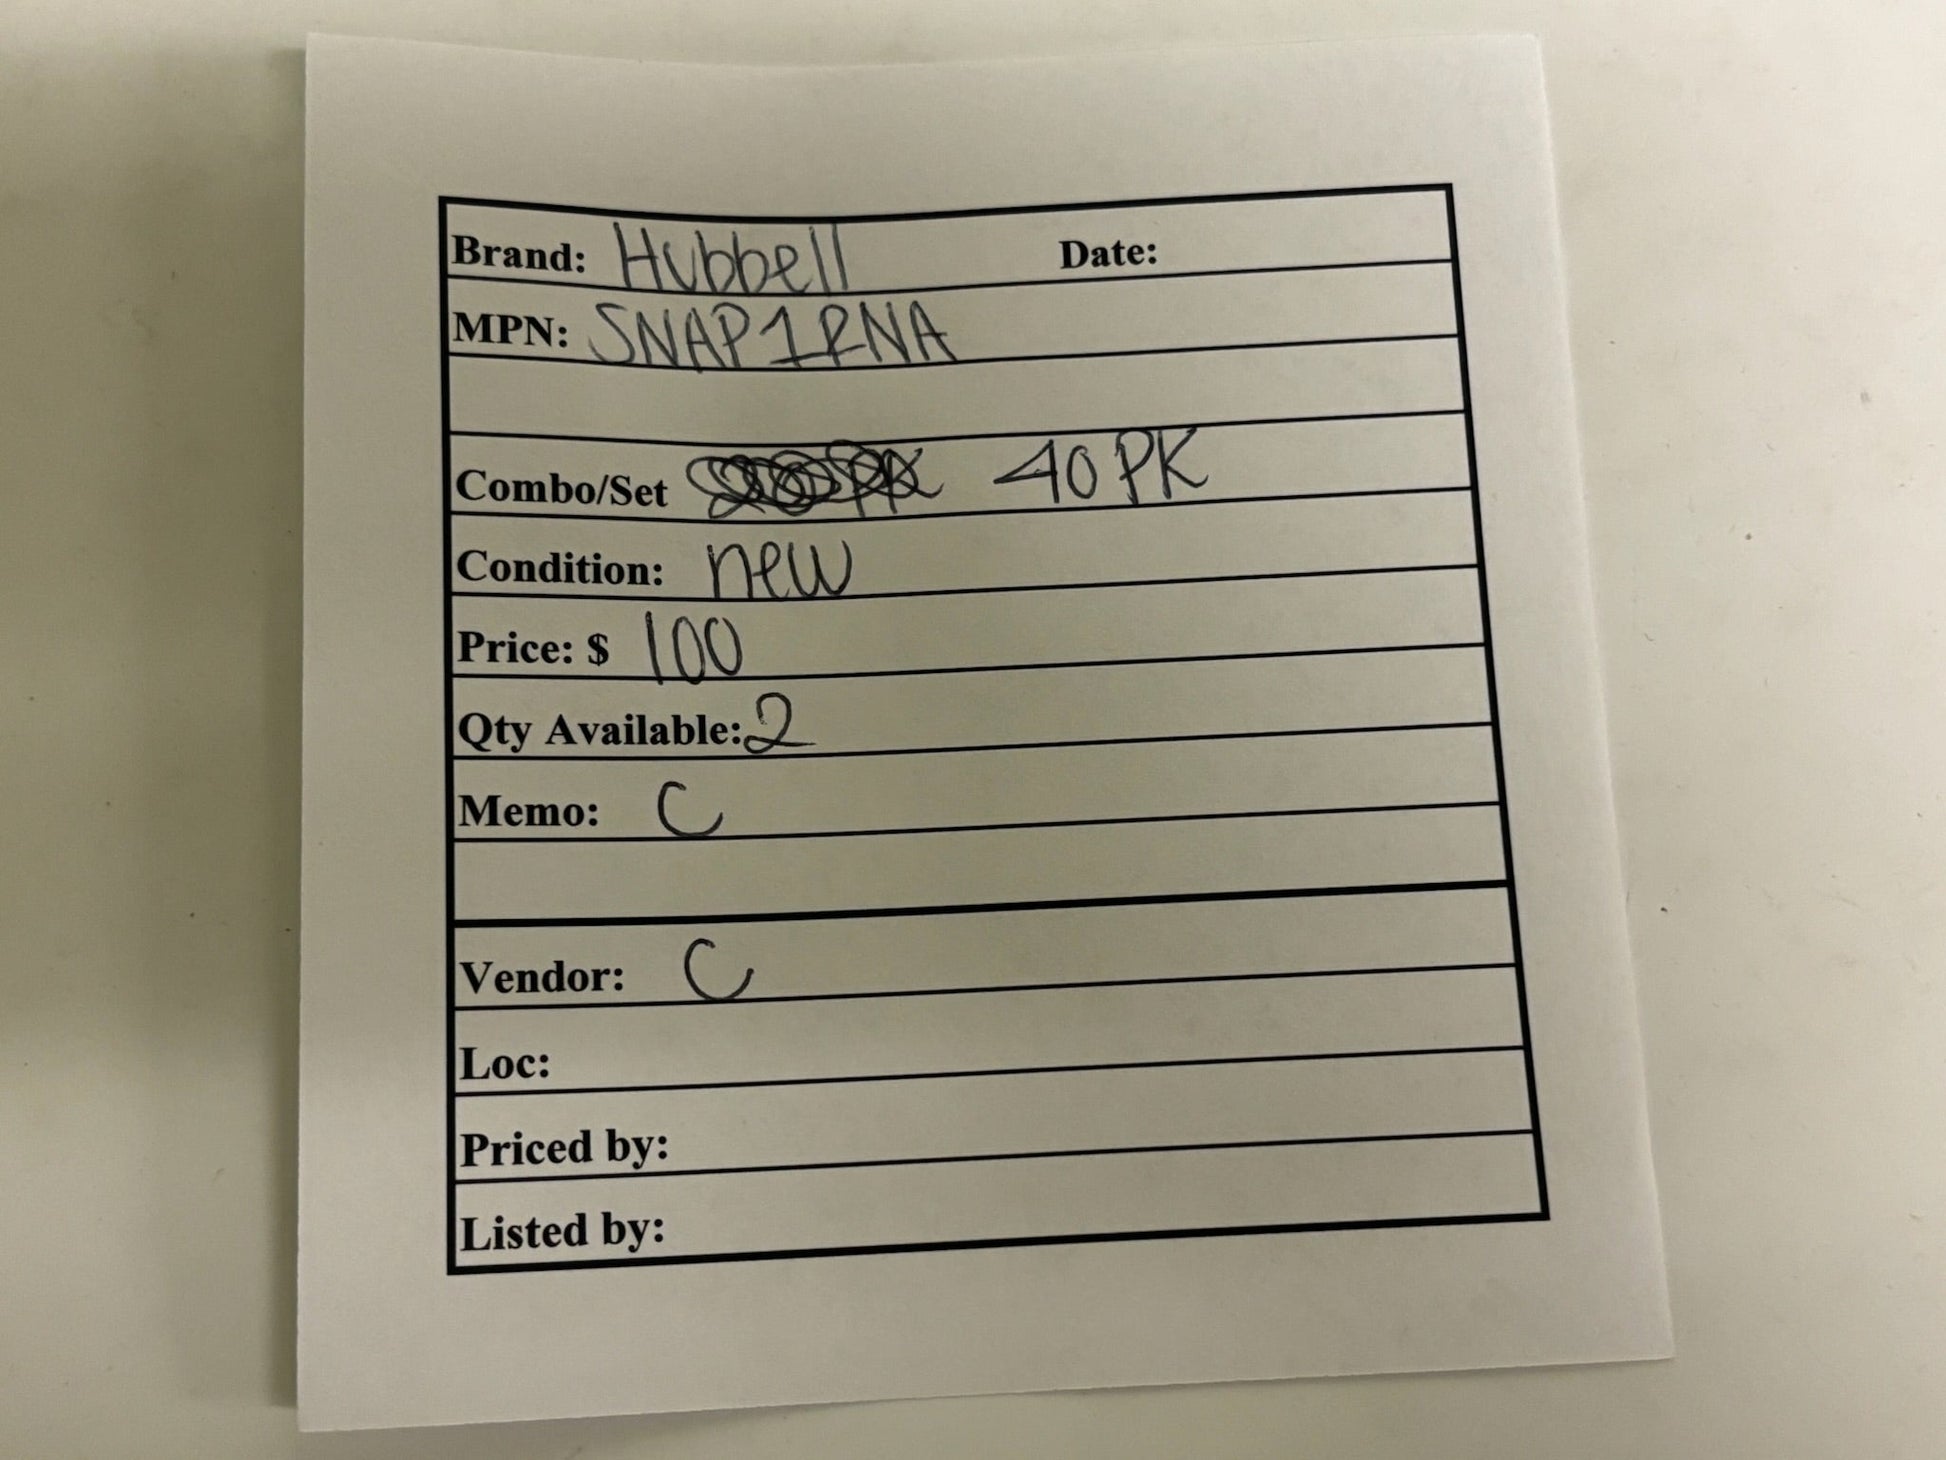 Brand: Hubbell Date:
MPN: SNAP1RNA
Combo/Set 40 PK
Condition: new
Price: $ 100
Qty Available: 2
Memo: C
Vendor: C
Loc:
Priced by:
Listed by: